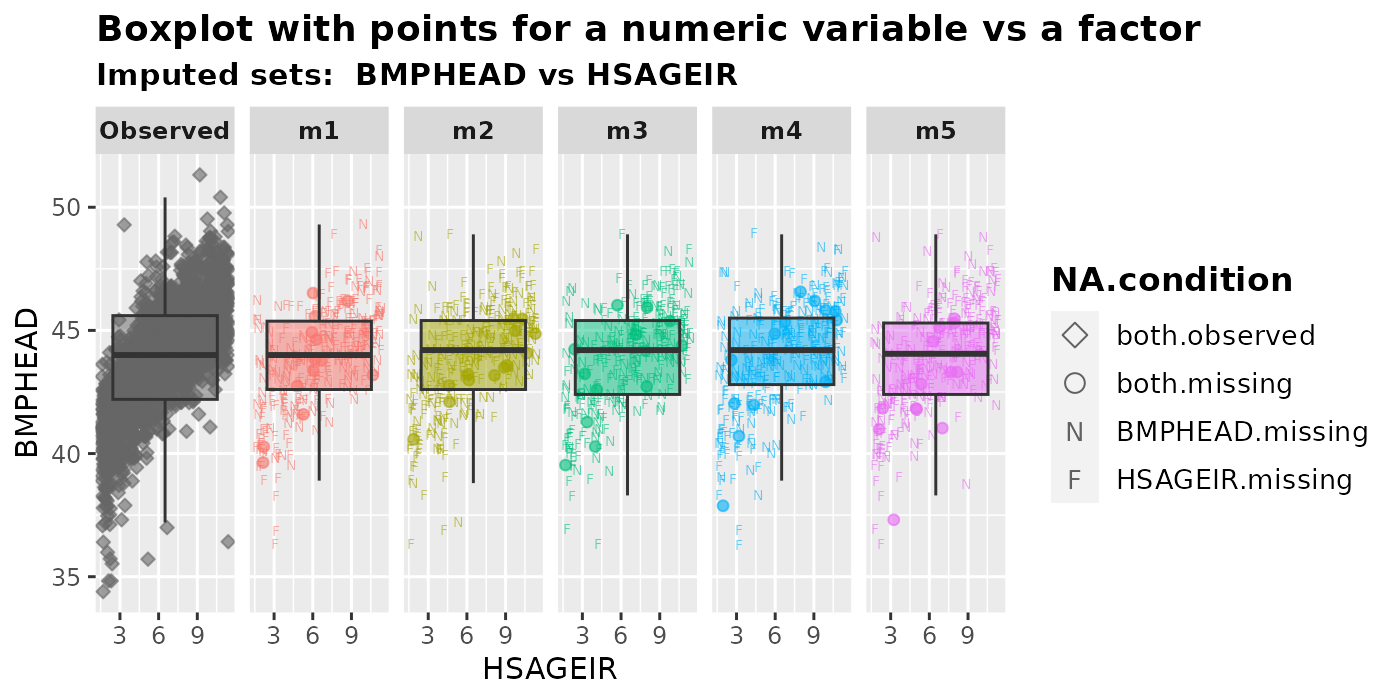 Boxplot with points for a numeric variable vs a factor
Imputed sets:  BMPHEAD vs HSAGEIR
Observed m1 m2 m3 m4 m5
50
45
40
35
BMPHEAD
3 6 9 3 6 9 3 6 9 3 6 9 3 6 9 3 6 9
HSAGEIR
NA.condition
both.observed
both.missing
N BMPHEAD.missing
F HSAGEIR.missing